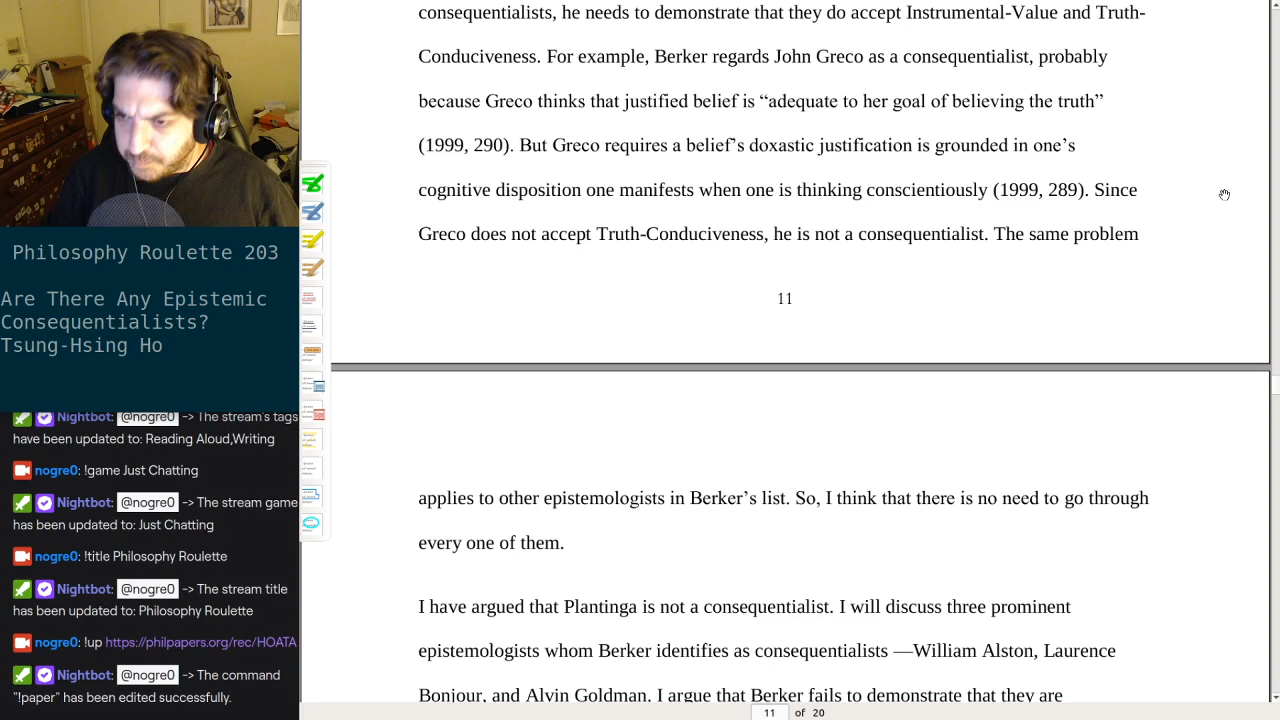 consequentialists, he needs to demonstrate that they do accept Instrumental-Value and Truth-
Conduciveness. For example, Berker regards John Greco as a consequentialist, probably
because Greco thinks that justified belief is “adequate to her goal of believing the truth”
(1999, 290). But Greco requires a belief’s doxastic justification is grounded in one’s
cognitive disposition one manifests when one is thinking conscientiously (1999, 289). Since
Greco does not accept Truth-Conduciveness, he is not a consequentialist. The same problem
11
applies to other epistemologist in Berker’s list. So, I think that there is no need to go through
every one of them.
I have argued that Plantinga is not a consequentialist. I will discuss three prominent
epistemologists whom Berker identifies as consequentialists —William Alston, Laurence
Bonjour, and Alvin Goldman. I argue that Berker fails to demonstrate that they are
11 of 20
Philosophy Roulette 203
Are There Any Epistemic
Consequentialists?
Tsung-Hsing Ho
Nightbot: @nogre0 -> The stream's tags
has been updated to: Reading Aloud,Writing
nogre0: !game Just Chatting
Nightbot: @nogre0 -> The stream game
has been updated to: Just Chatting
nogre0: !title Philosophy Roulette
Nightbot: @nogre0 -> The stream title
has been updated to: Philosophy Roulette
nogre0: !up https://philpapers.org/rec/HOATA
Nightbot: @nogre0 -> The command
"!paper" has been edited successfully.